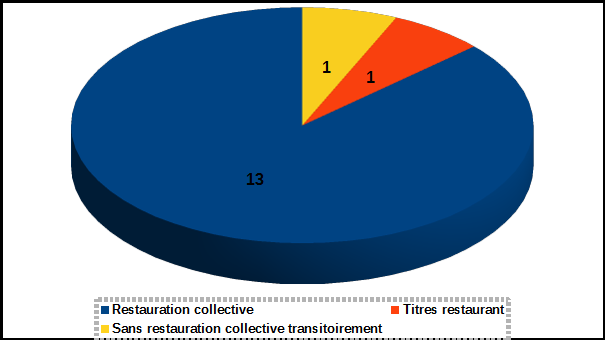 1
1
13
Restauration collective
Titres restaurant
Sans restauration collective transitoirement